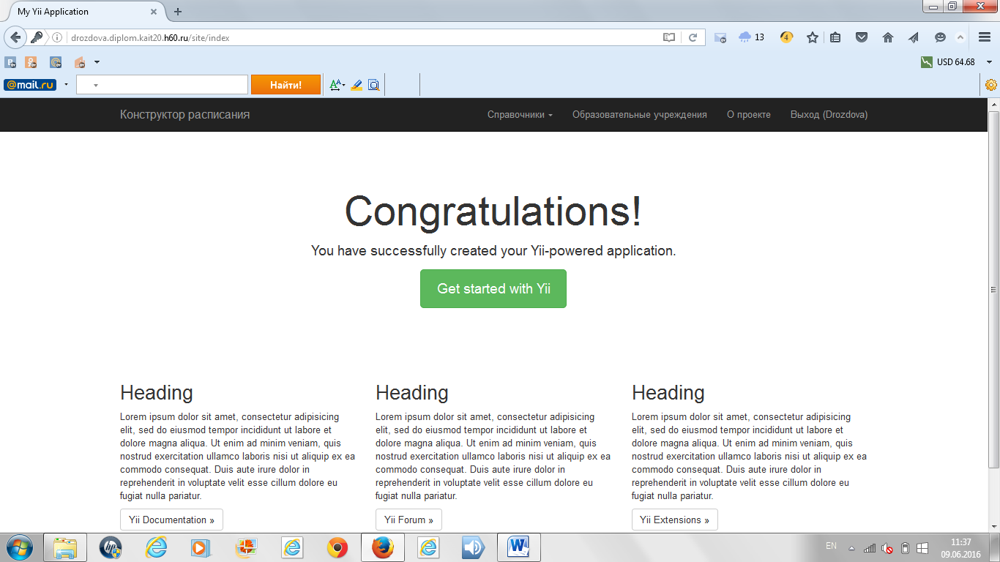 My Yii Application
drozdova.diplom.kait20.h60.ru/site/index
13
4
USD 64.68
@mail.ru
Найти!
Конструктор расписания
Справочники
Образовательные учреждения
О проекте
Выход (Drozdova)
Congratulations!
You have successfully created your Yii-powered application.
Get started with Yii
Heading
Lorem ipsum dolor sit amet, consectetur adipisicing
elit, sed do eiusmod tempor incididunt ut labore et
dolore magna aliqua. Ut enim ad minim veniam, quis
nostrud exercitation ullamco laboris nisi ut aliquip ex ea
commodo consequat. Duis aute irure dolor in
reprehenderit in voluptate velit esse cillum dolore eu
fugiat nulla pariatur.
Yii Documentation »
Heading
Lorem ipsum dolor sit amet, consectetur adipisicing
elit, sed do eiusmod tempor incididunt ut labore et
dolore magna aliqua. Ut enim ad minim veniam, quis
nostrud exercitation ullamco laboris nisi ut aliquip ex ea
commodo consequat. Duis aute irure dolor in
reprehenderit in voluptate velit esse cillum dolore eu
fugiat nulla pariatur.
Yii Forum »
Heading
Lorem ipsum dolor sit amet, consectetur adipisicing
elit, sed do eiusmod tempor incididunt ut labore et
dolore magna aliqua. Ut enim ad minim veniam, quis
nostrud exercitation ullamco laboris nisi ut aliquip ex ea
commodo consequat. Duis aute irure dolor in
reprehenderit in voluptate velit esse cillum dolore eu
fugiat nulla pariatur.
Yii Extensions »
EN
11:37
09.06.2016